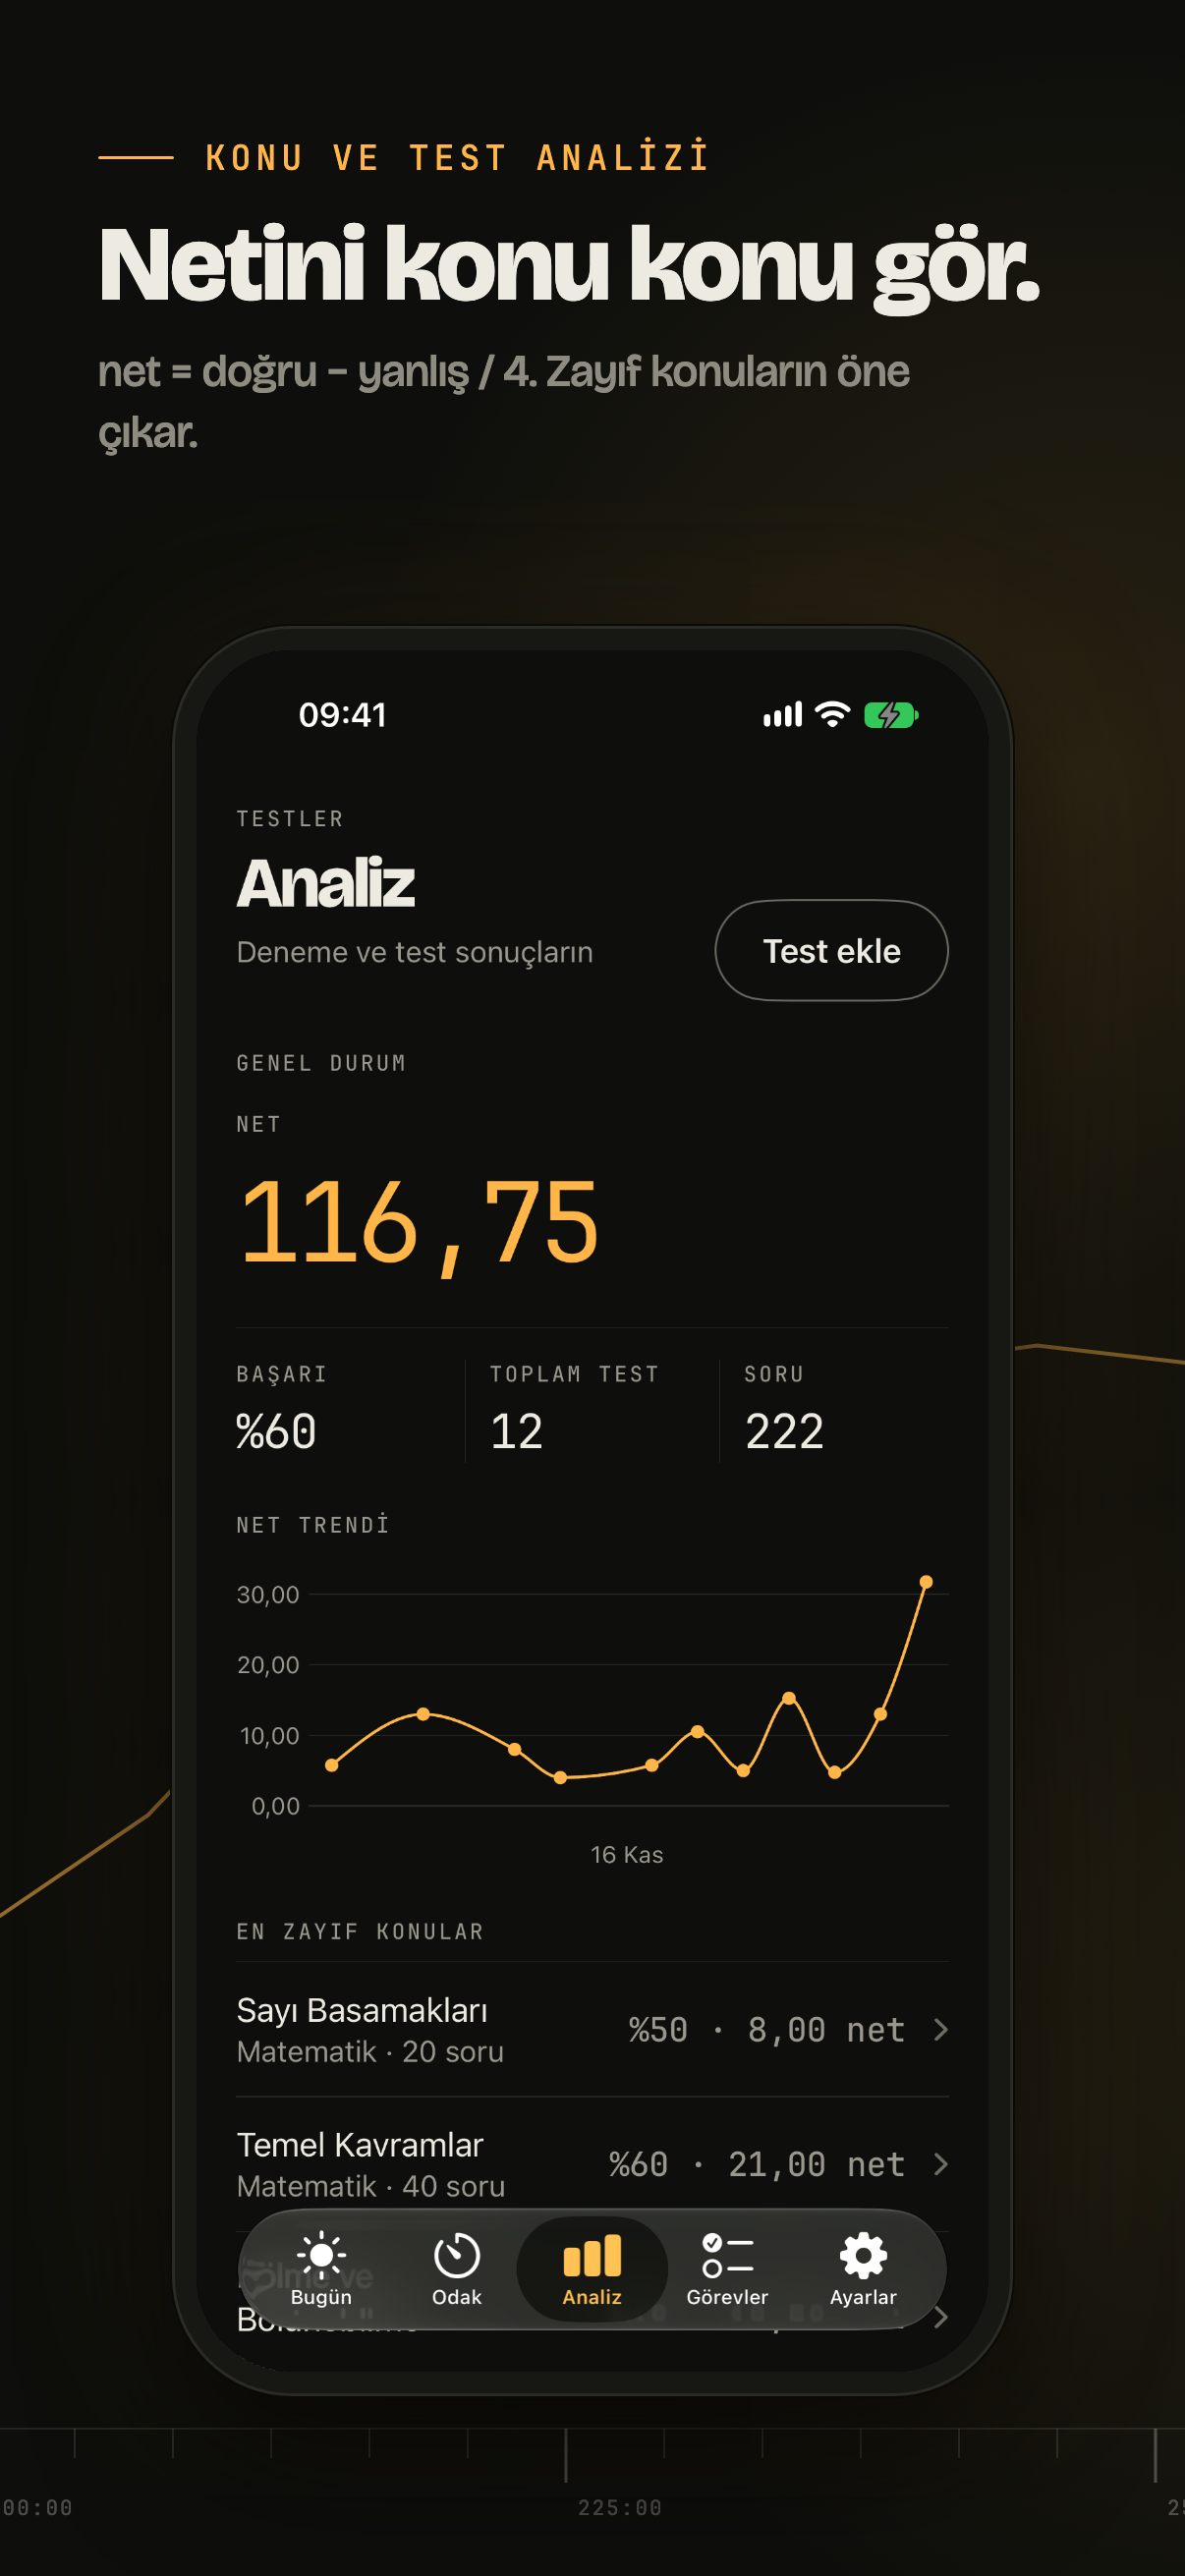 KONU VE TEST ANALİZİ
Netini konu konu gör.
net = doğru − yanlış / 4. Zayıf konuların öne
çıkar.
09:41
TESTLER
Analiz
Deneme ve test sonuçların
Test ekle
GENEL DURUM
NET
116,75
BAŞARI
TOPLAM TEST
SORU
%60
12
222
NET TRENDİ
30,00
20,00
10,00
0,00
16 Kas
EN ZAYIF KONULAR
Sayı Basamakları
%50 · 8,00 net
Matematik · 20 soru
Temel Kavramlar
%60 · 21,00 net
Matematik · 40 soru
Bugün
Odak
Analiz
Görevler
Ayarlar
00:00
225:00